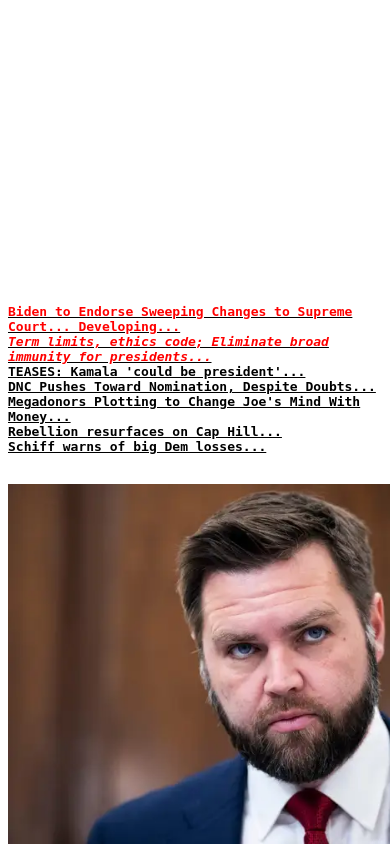 Biden to Endorse Sweeping Changes to Supreme
Court... Developing...
Term limits, ethics code; Eliminate broad
immunity for presidents...
TEASES: Kamala 'could be president'...
DNC Pushes Toward Nomination, Despite Doubts...
Megadonors Plotting to Change Joe's Mind With
Money...
Rebellion resurfaces on Cap Hill...
Schiff warns of big Dem losses...